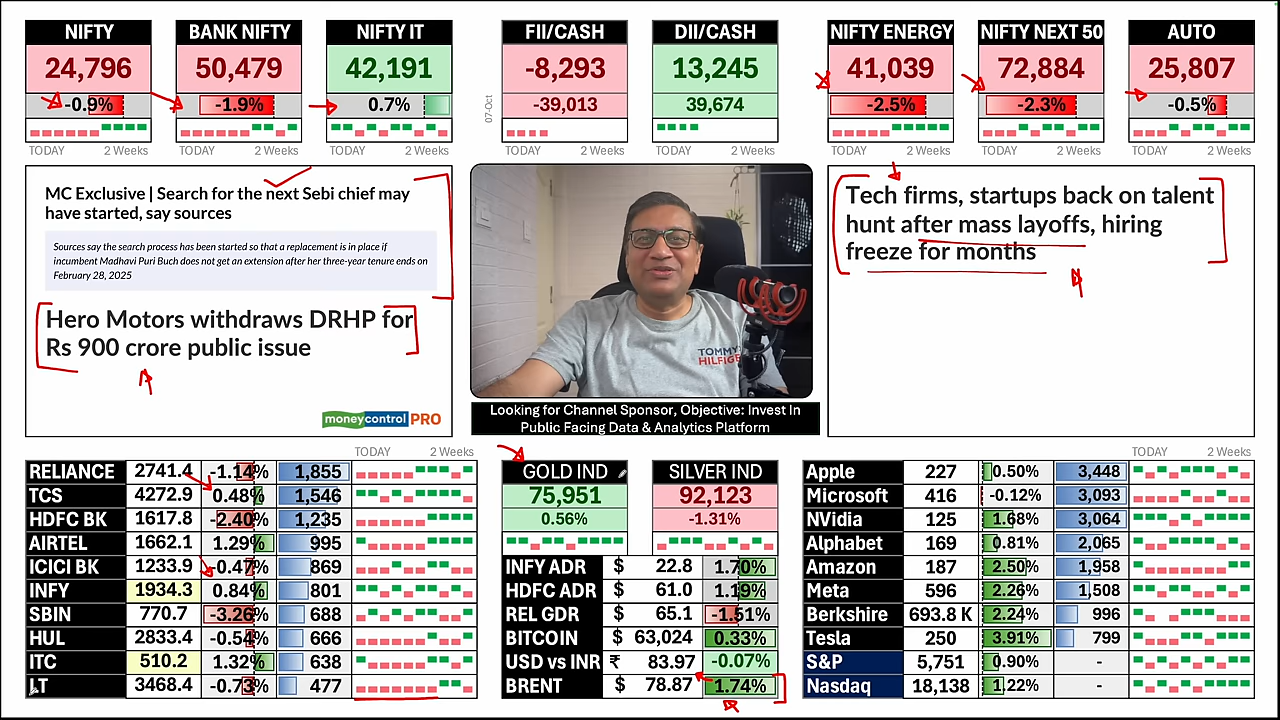 NIFTY
24,796
-0.9%
TODAY 2 Weeks
BANK NIFTY
50,479
-1.9%
NIFTY IT
42,191
0.7%
TODAY 2 Weeks
FII/CASH
-8,293
-39,013
07-Oct
DII/CASH
13,245
39,674
NIFTY ENERGY
41,039
-2.5%
TODAY 2 Weeks
NIFTY NEXT 50
72,884
-2.3%
TODAY 2 Weeks
AUTO
25,807
-0.5%
TODAY 2 Weeks
MC Exclusive | Search for the next Sebi chief may
have started, say sources
Sources say the search process has been started so that a replacement is in place if
incumbent Madhavi Puri Buch does not get an extension after her three-year tenure ends on
February 28, 2025
Hero Motors withdraws DRHP for
Rs 900 crore public issue
moneycontrol PRO
TOMMY
HILFIGE
Looking for Channel Sponsor, Objective: Invest In
Public Facing Data & Analytics Platform
Tech firms, startups back on talent
hunt after mass layoffs, hiring
freeze for months
TODAY 2 Weeks
RELIANCE 2741.4 -1.14% 1,855
TCS 4272.9 0.48% 1,546
HDFC BK 1617.8 -2.40% 1,235
AIRTEL 1662.1 1.29% 995
ICICI BK 1233.9 -0.47% 869
INFY 1934.3 0.84% 801
SBIN 770.7 -3.26% 688
HUL 2833.4 -0.54% 666
ITC 510.2 1.32% 638
LT 3468.4 -0.73% 477
GOLD IND
75,951
0.56%
SILVER IND
92,123
-1.31%
INFY ADR $ 22.8 1.70%
HDFC ADR $ 61.0 1.19%
REL GDR $ 65.1 -1.51%
BITCOIN $ 63,024 0.33%
USD vs INR ₹ 83.97 -0.07%
BRENT $ 78.87 1.74%
TODAY 2 Weeks
Apple 227 0.50% 3,448
Microsoft 416 -0.12% 3,093
NVidia 125 1.68% 3,064
Alphabet 169 0.81% 2,065
Amazon 187 2.50% 1,958
Meta 596 2.26% 1,508
Berkshire 693.8 K 2.24% 996
Tesla 250 3.91% 799
S&P 5,751 0.90% -
Nasdaq 18,138 1.22% -